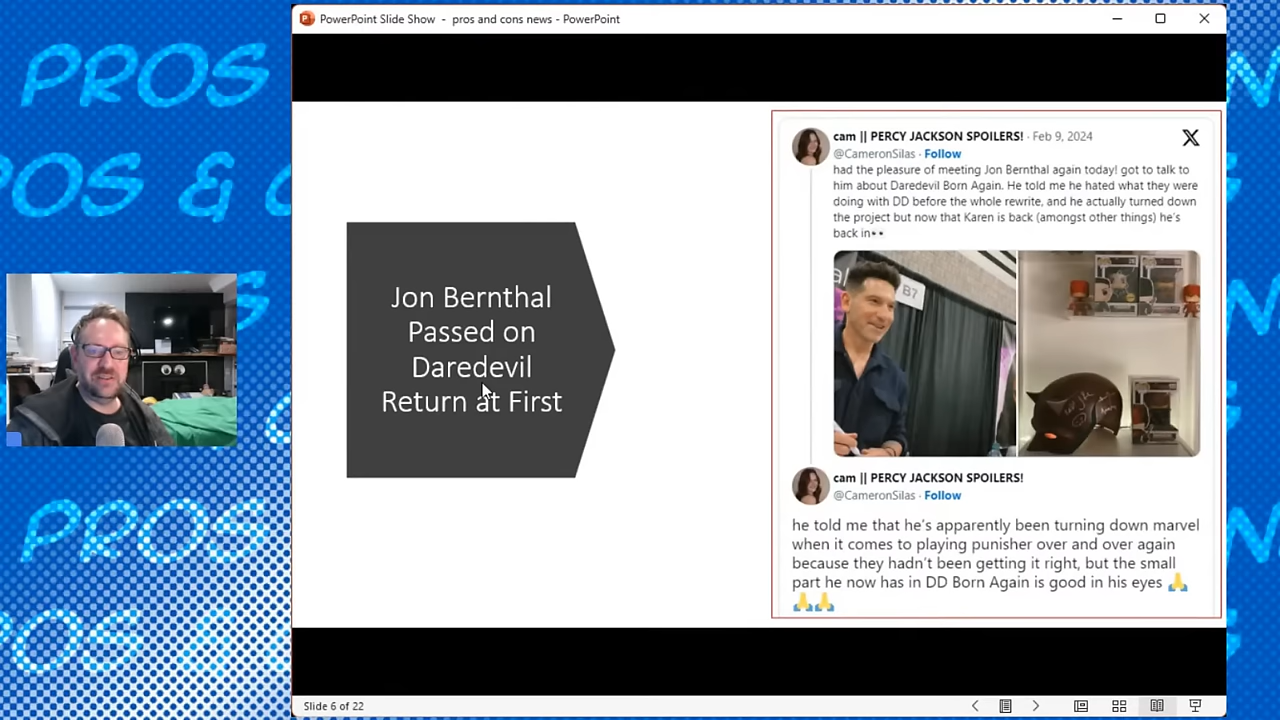 PROS
PROS & C
PROS
PROS
PowerPoint Slide Show - pros and cons news - PowerPoint
Jon Bernthal
Passed on
Daredevil
Return at First
cam || PERCY JACKSON SPOILERS! · Feb 9, 2024
@CameronSilas · Follow
had the pleasure of meeting Jon Bernthal again today! got to talk to
him about Daredevil Born Again. He told me he hated what they were
doing with DD before the whole rewrite, and he actually turned down
the project but now that Karen is back (amongst other things) he's
back in👀
B7
cam || PERCY JACKSON SPOILERS!
@CameronSilas · Follow
he told me that he's apparently been turning down marvel
when it comes to playing punisher over and over again
because they hadn't been getting it right, but the small
part he now has in DD Born Again is good in his eyes 🙏
🙏🙏
Slide 6 of 22